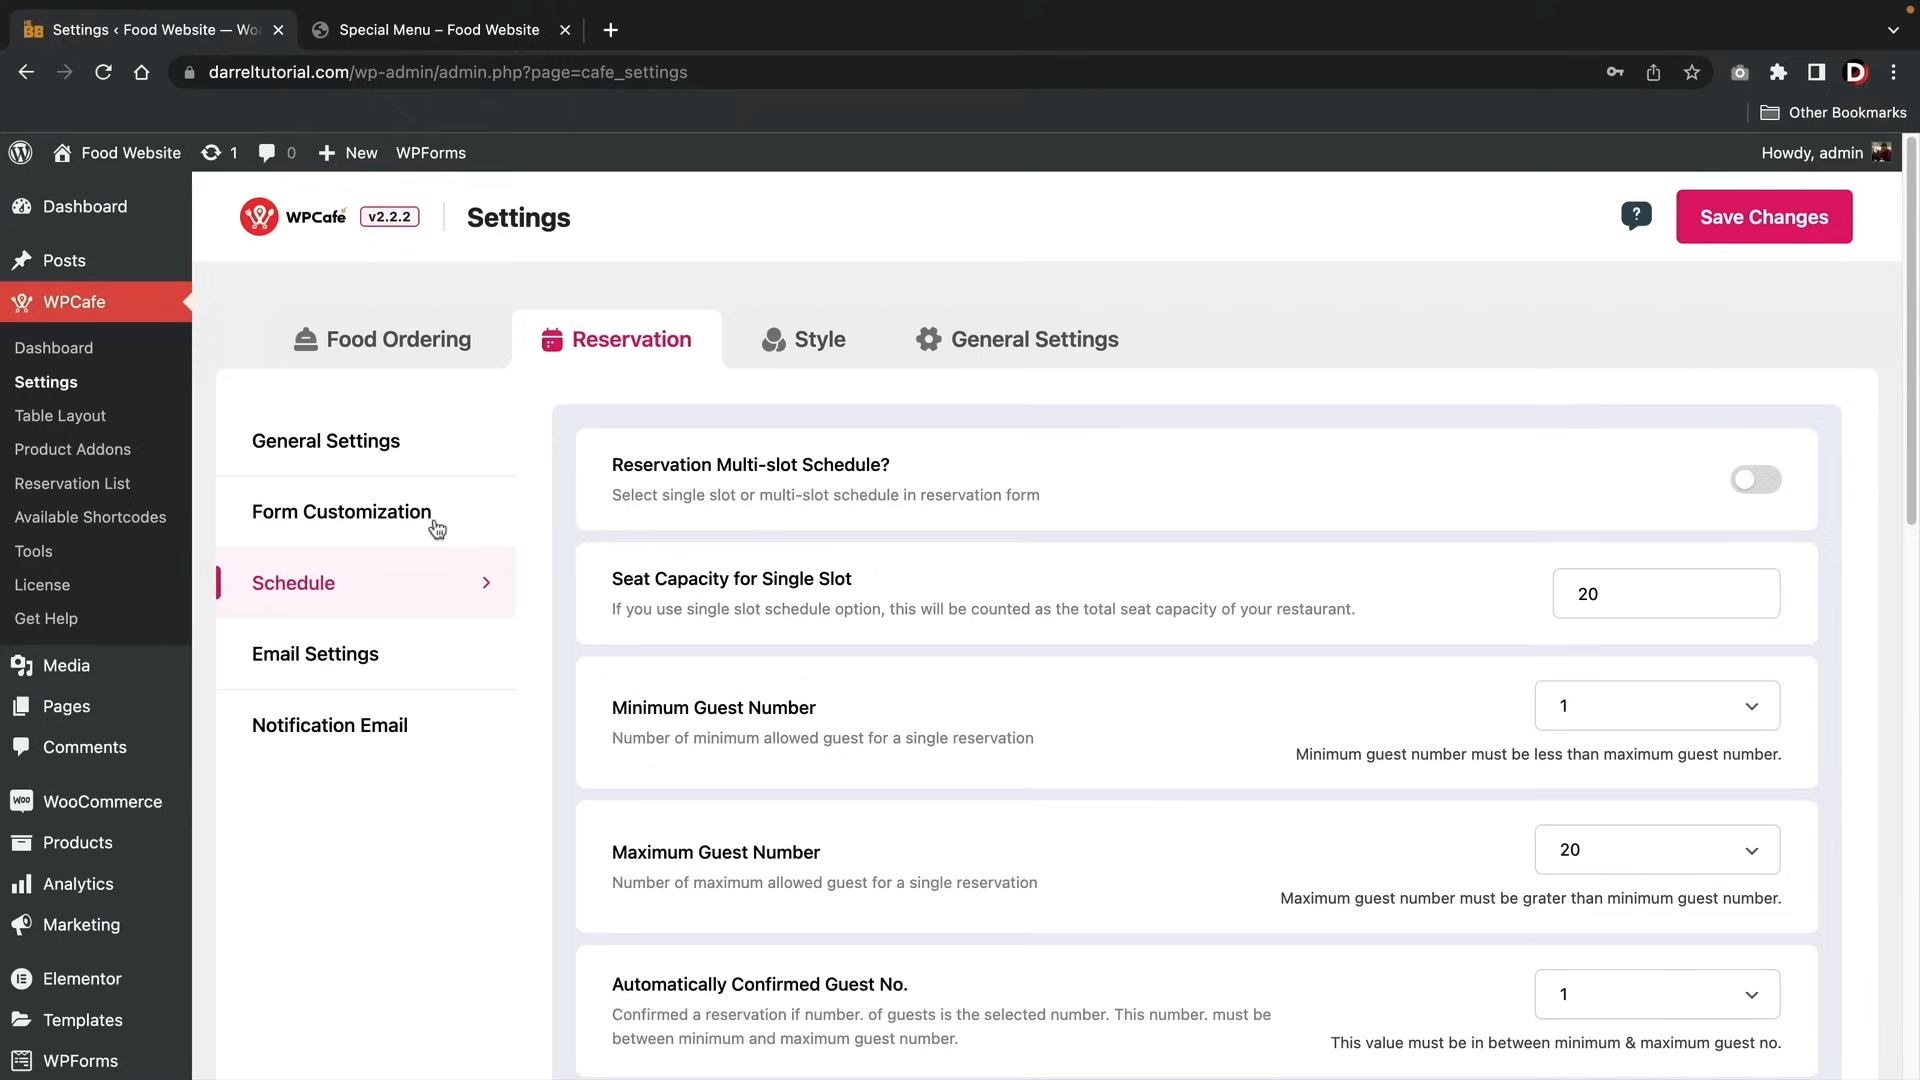 Settings ‹ Food Website — Wo
Special Menu – Food Website
darreltutorial.com/wp-admin/admin.php?page=cafe_settings
D
Other Bookmarks
Food Website
1
0
New
WPForms
Howdy, admin
Dashboard
Posts
WPCafe
Dashboard
Settings
Table Layout
Product Addons
Reservation List
Available Shortcodes
Tools
License
Get Help
Media
Pages
Comments
WooCommerce
Products
Analytics
Marketing
Elementor
Templates
WPForms
WPCafe
v2.2.2
Settings
?
Save Changes
Food Ordering
Reservation
Style
General Settings
General Settings
Form Customization
Schedule
Email Settings
Notification Email
Reservation Multi-slot Schedule?
Select single slot or multi-slot schedule in reservation form
Seat Capacity for Single Slot
If you use single slot schedule option, this will be counted as the total seat capacity of your restaurant.
20
Minimum Guest Number
Number of minimum allowed guest for a single reservation
1
Minimum guest number must be less than maximum guest number.
Maximum Guest Number
Number of maximum allowed guest for a single reservation
20
Maximum guest number must be grater than minimum guest number.
Automatically Confirmed Guest No.
Confirmed a reservation if number. of guests is the selected number. This number. must be
between minimum and maximum guest number.
1
This value must be in between minimum & maximum guest no.